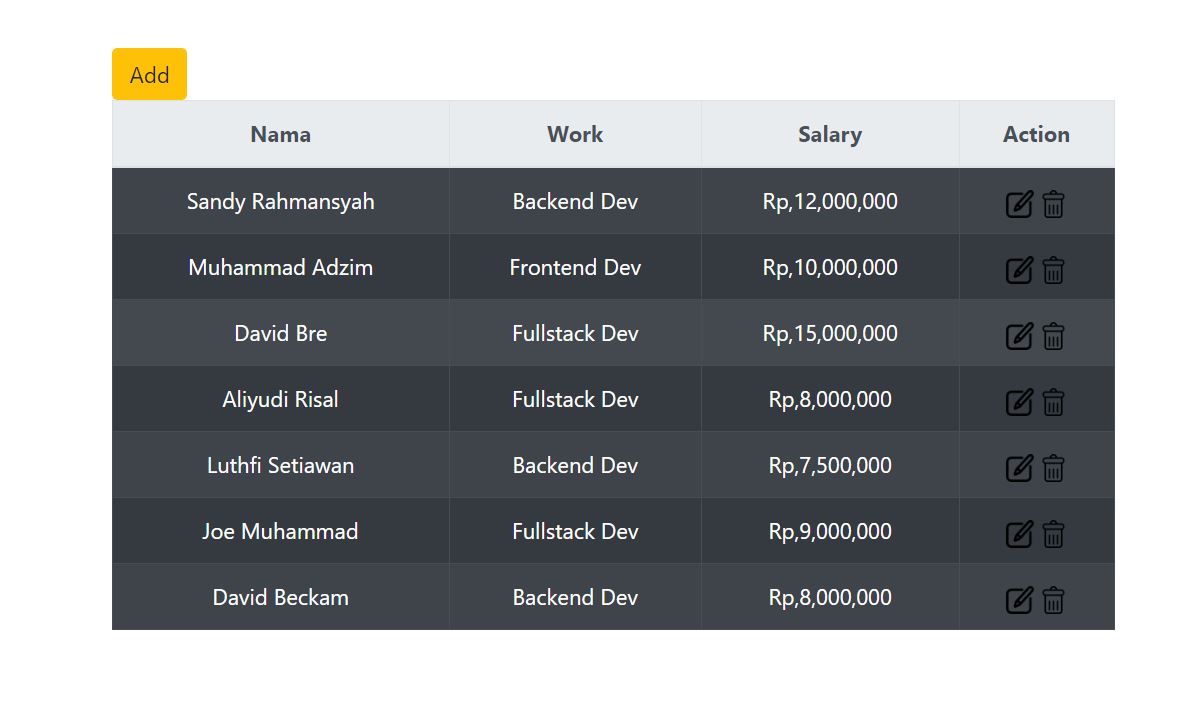 Add
Nama Work Salary Action
Sandy Rahmansyah Backend Dev Rp,12,000,000
Muhammad Adzim Frontend Dev Rp,10,000,000
David Bre Fullstack Dev Rp,15,000,000
Aliyudi Risal Fullstack Dev Rp,8,000,000
Luthfi Setiawan Backend Dev Rp,7,500,000
Joe Muhammad Fullstack Dev Rp,9,000,000
David Beckam Backend Dev Rp,8,000,000